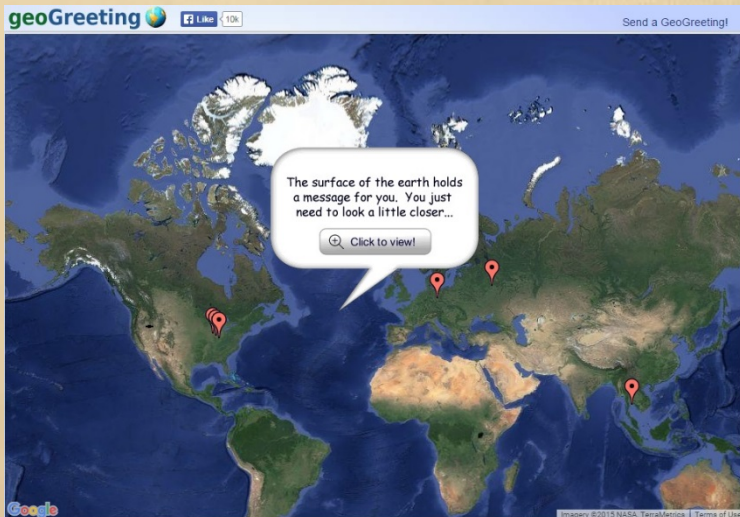 geoGreeting
Like 10k
Send a GeoGreeting!
The surface of the earth holds
a message for you. You just
need to look a little closer...
Click to view!
Google
Imagery ©2015 NASA, TerraMetrics | Terms of Use